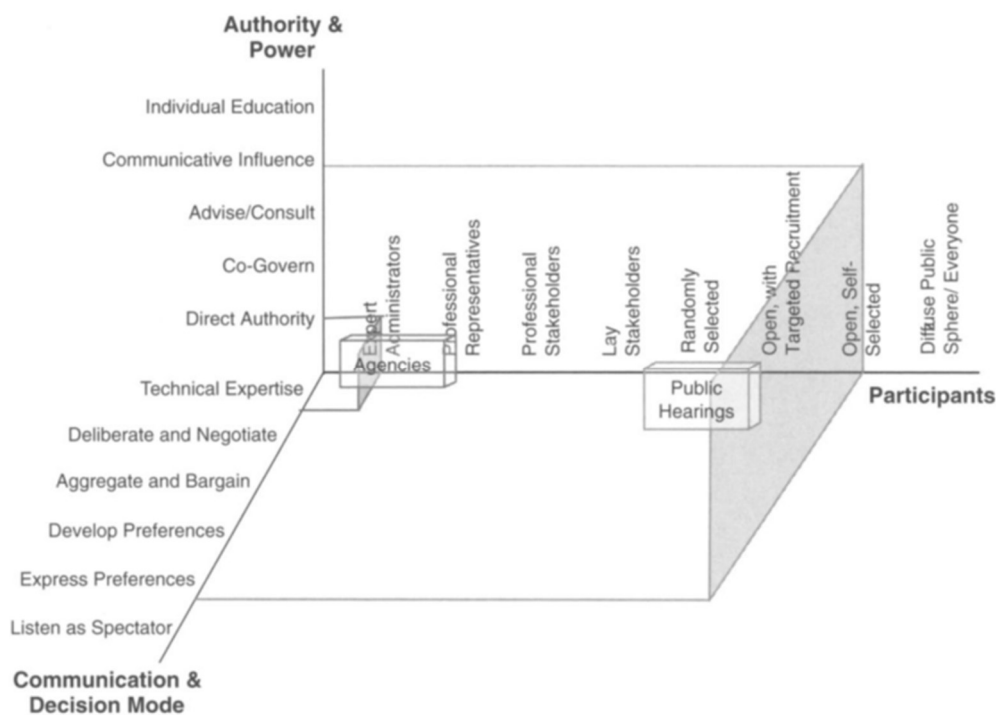 Authority &
Power
Individual Education
Communicative Influence
Advise/Consult
Co-Govern
Direct Authority
Expert
Administrators
Professional
Representatives
Professional
Stakeholders
Lay
Stakeholders
Randomly
Selected
Open, with
Targeted Recruitment
Open, Self-
Selected
Diffuse Public
Sphere/ Everyone
Agencies
Public
Hearings
Participants
Technical Expertise
Deliberate and Negotiate
Aggregate and Bargain
Develop Preferences
Express Preferences
Listen as Spectator
Communication &
Decision Mode